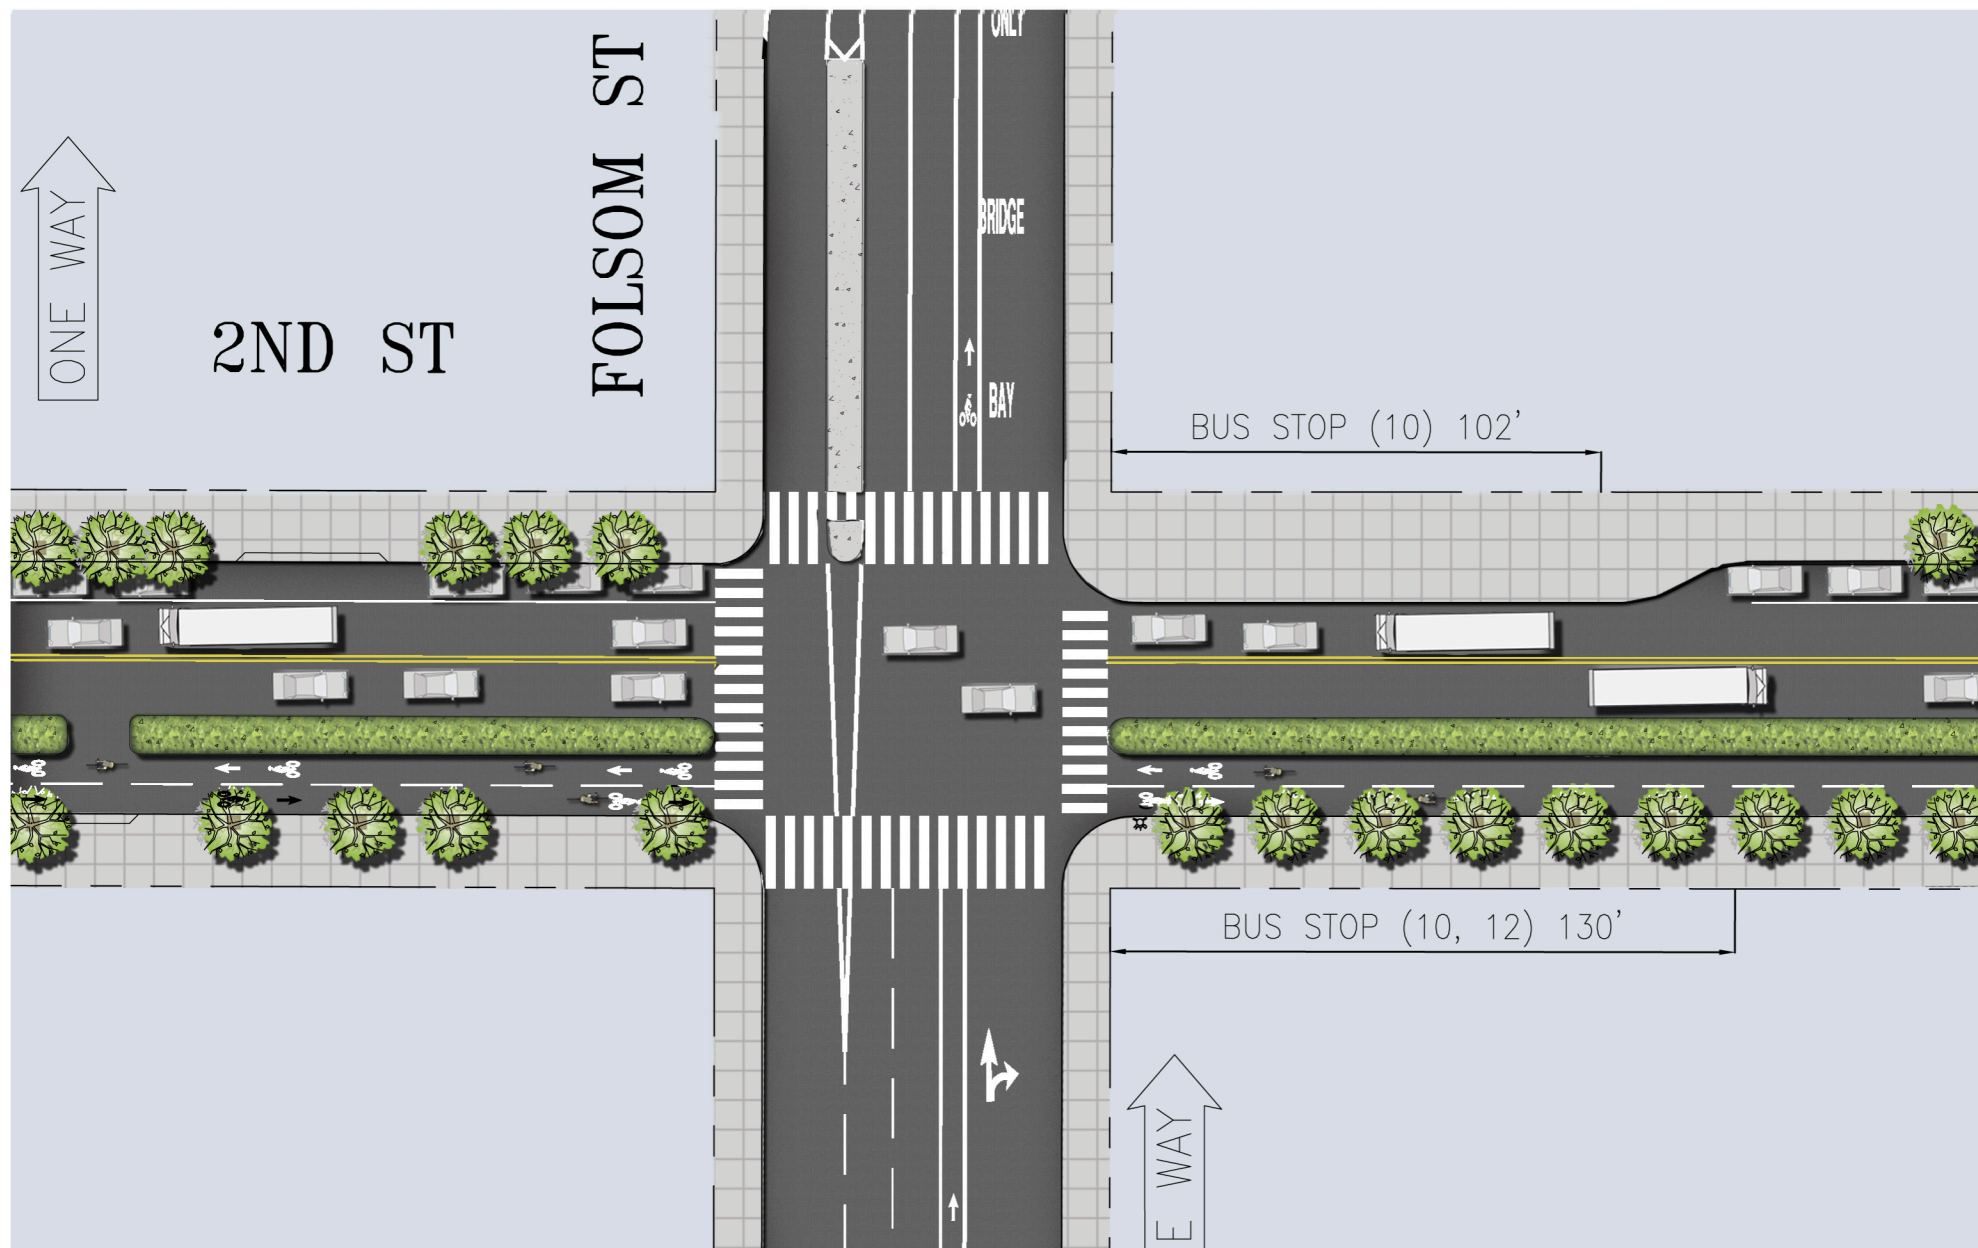 ONLY
FOLSOM ST
ONE WAY
BRIDGE
2ND ST
BAY
BUS STOP (10) 102'
BUS STOP (10, 12) 130'
E WAY